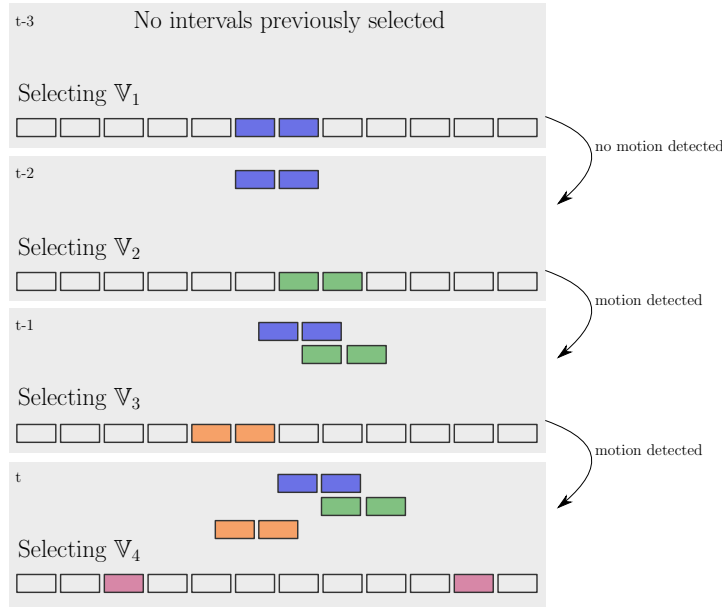 t-3
No intervals previously selected
Selecting 𝕍₁
no motion detected
t-2
Selecting 𝕍₂
motion detected
t-1
Selecting 𝕍₃
motion detected
t
Selecting 𝕍₄